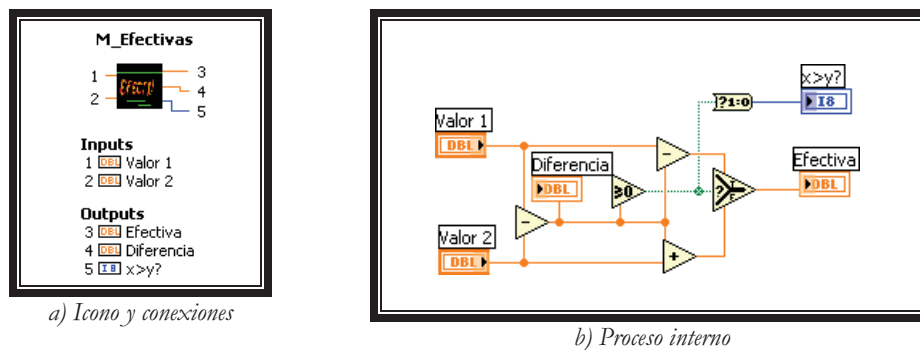 M_Efectivas
1
2
EFECTI
3
4
5
Inputs
1 DBL Valor 1
2 DBL Valor 2
Outputs
3 DBL Efectiva
4 DBL Diferencia
5 I8 x>y?
a) Icono y conexiones
x>y?
?1:0
I8
Valor 1
DBL
Diferencia
DBL
≥0
-
Efectiva
?
T
F
DBL
-
Valor 2
DBL
+
b) Proceso interno